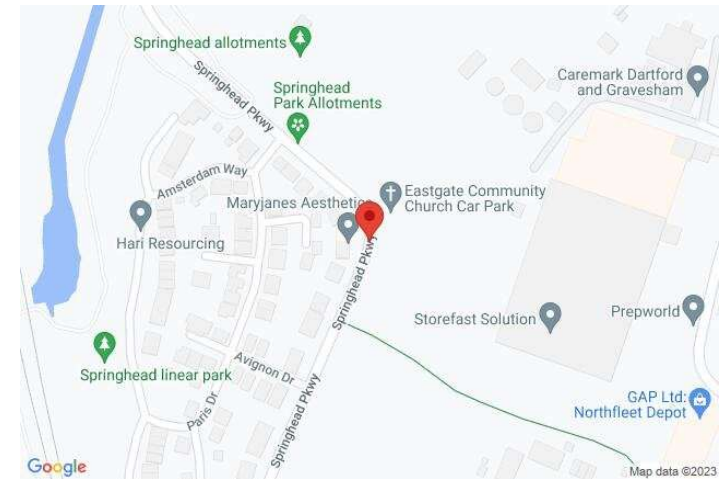 Springhead allotments
Springhead Pkwy
Springhead
Park Allotments
Caremark Dartford
and Gravesham
Amsterdam Way
Maryjanes Aesthetics
Eastgate Community
Church Car Park
Hari Resourcing
Springhead Pkwy
Storefast Solution
Prepworld
Springhead linear park
Avignon Dr
Paris Dr
Springhead Pkwy
GAP Ltd:
Northfleet Depot
Google
Map data ©2023